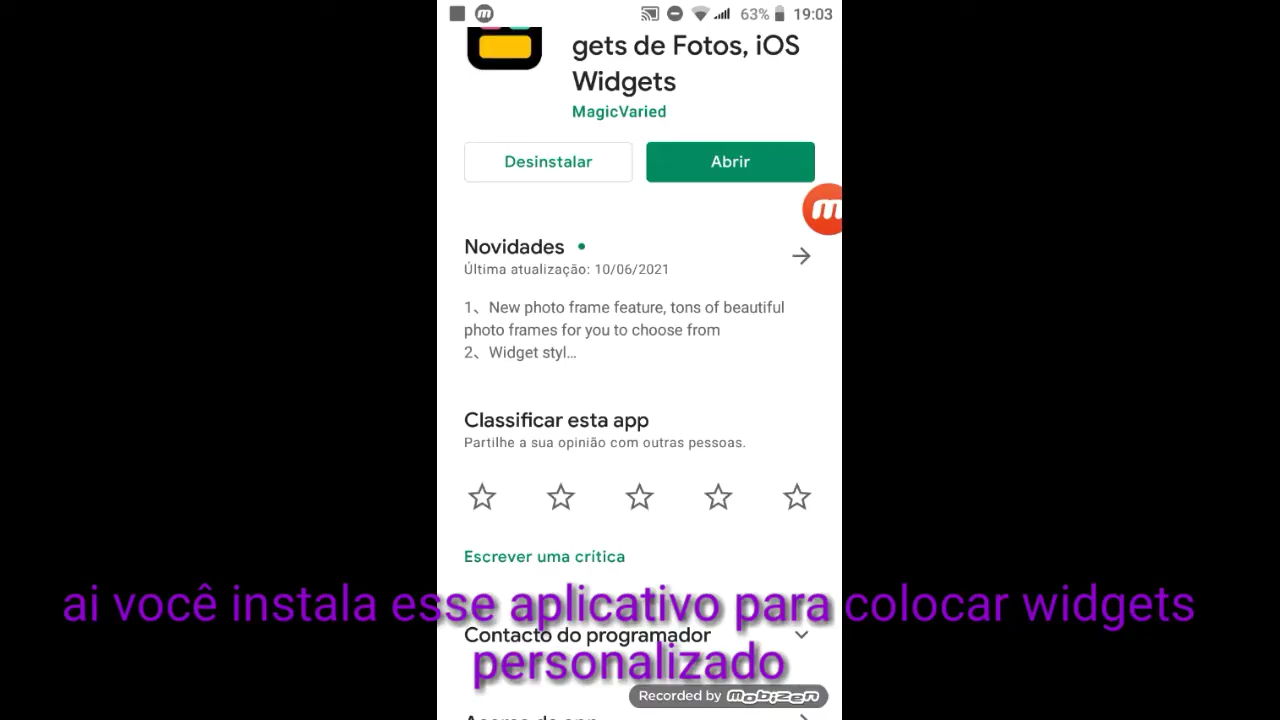 63% 19:03
gets de Fotos, iOS
Widgets
MagicVaried
Desinstalar
Abrir
Novidades
Última atualização: 10/06/2021
1、New photo frame feature, tons of beautiful
photo frames for you to choose from
2、Widget styl...
Classificar esta app
Partilhe a sua opinião com outras pessoas.
Escrever uma crítica
ai você instala esse aplicativo para colocar widgets
Contacto do programador
personalizado
Recorded by mobizen